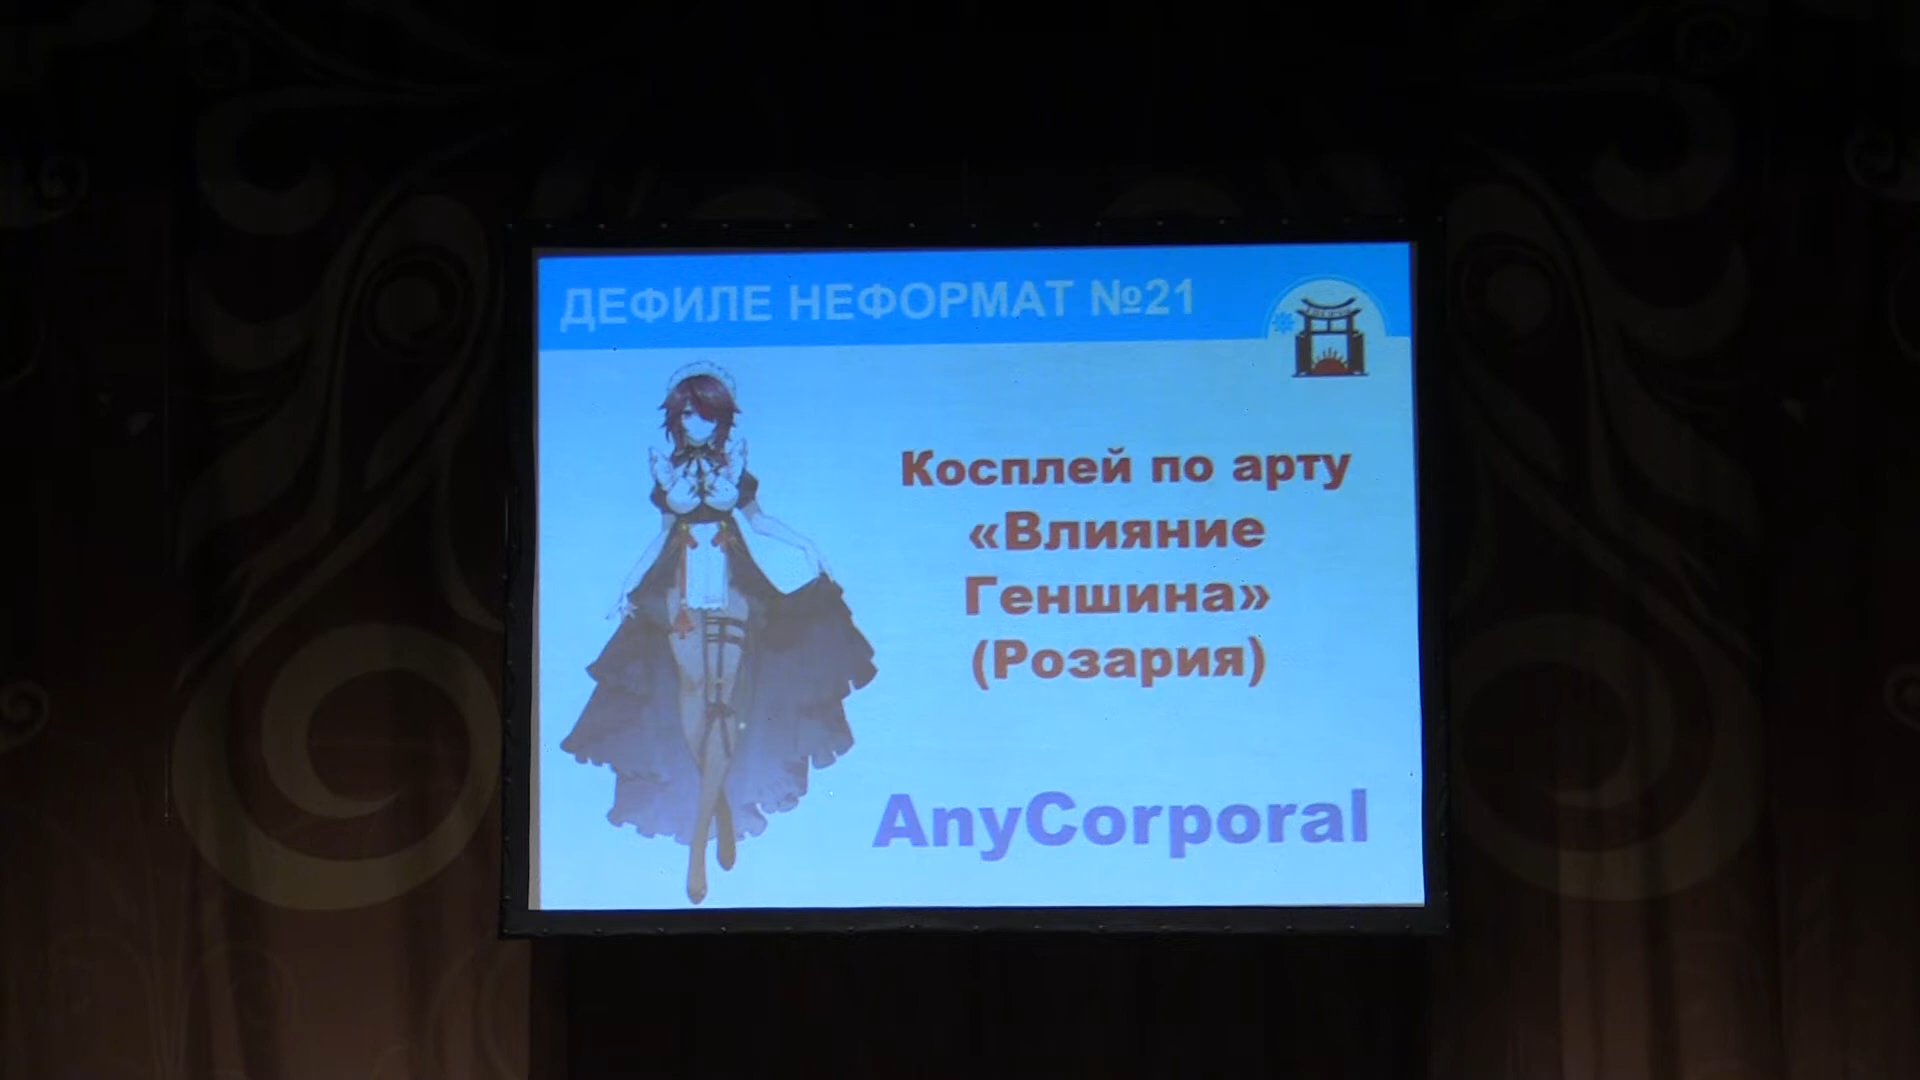 ДЕФИЛЕ НЕФОРМАТ №21
Косплей по арту
«Влияние
Геншина»
(Розария)
AnyCorporal